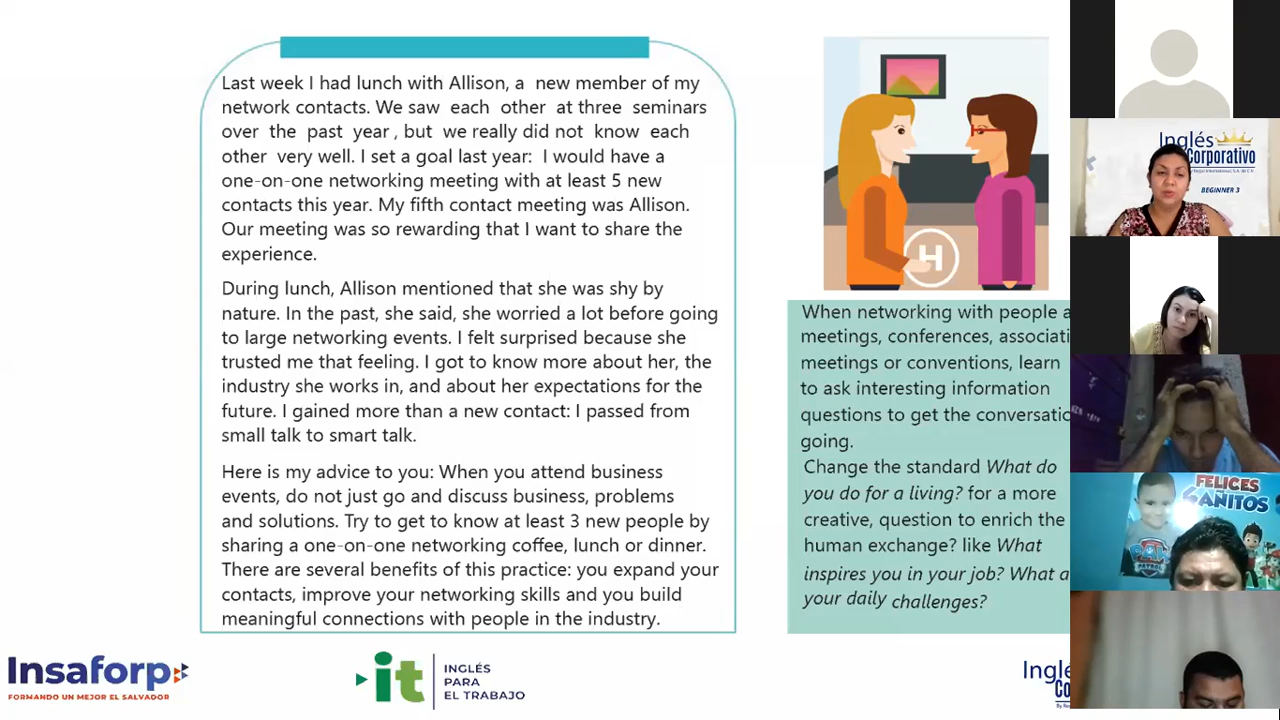 Last week I had lunch with Allison, a new member of my
network contacts. We saw each other at three seminars
over the past year , but we really did not know each
other very well. I set a goal last year: I would have a
one-on-one networking meeting with at least 5 new
contacts this year. My fifth contact meeting was Allison.
Our meeting was so rewarding that I want to share the
experience.
During lunch, Allison mentioned that she was shy by
nature. In the past, she said, she worried a lot before going
to large networking events. I felt surprised because she
trusted me that feeling. I got to know more about her, the
industry she works in, and about her expectations for the
future. I gained more than a new contact: I passed from
small talk to smart talk.
Here is my advice to you: When you attend business
events, do not just go and discuss business, problems
and solutions. Try to get to know at least 3 new people by
sharing a one-on-one networking coffee, lunch or dinner.
There are several benefits of this practice: you expand your
contacts, improve your networking skills and you build
meaningful connections with people in the industry.
H
When networking with people a
meetings, conferences, associati
meetings or conventions, learn
to ask interesting information
questions to get the conversatio
going.
Change the standard What do
you do for a living? for a more
creative, question to enrich the
human exchange? like What
inspires you in your job? What a
your daily challenges?
Insaforp
FORMANDO UN MEJOR EL SALVADOR
it
INGLÉS
PARA
EL TRABAJO
Inglé
Co
Inglés
Corporativo
BEGINNER 3
FELICES
4 AÑITOS
PATROL